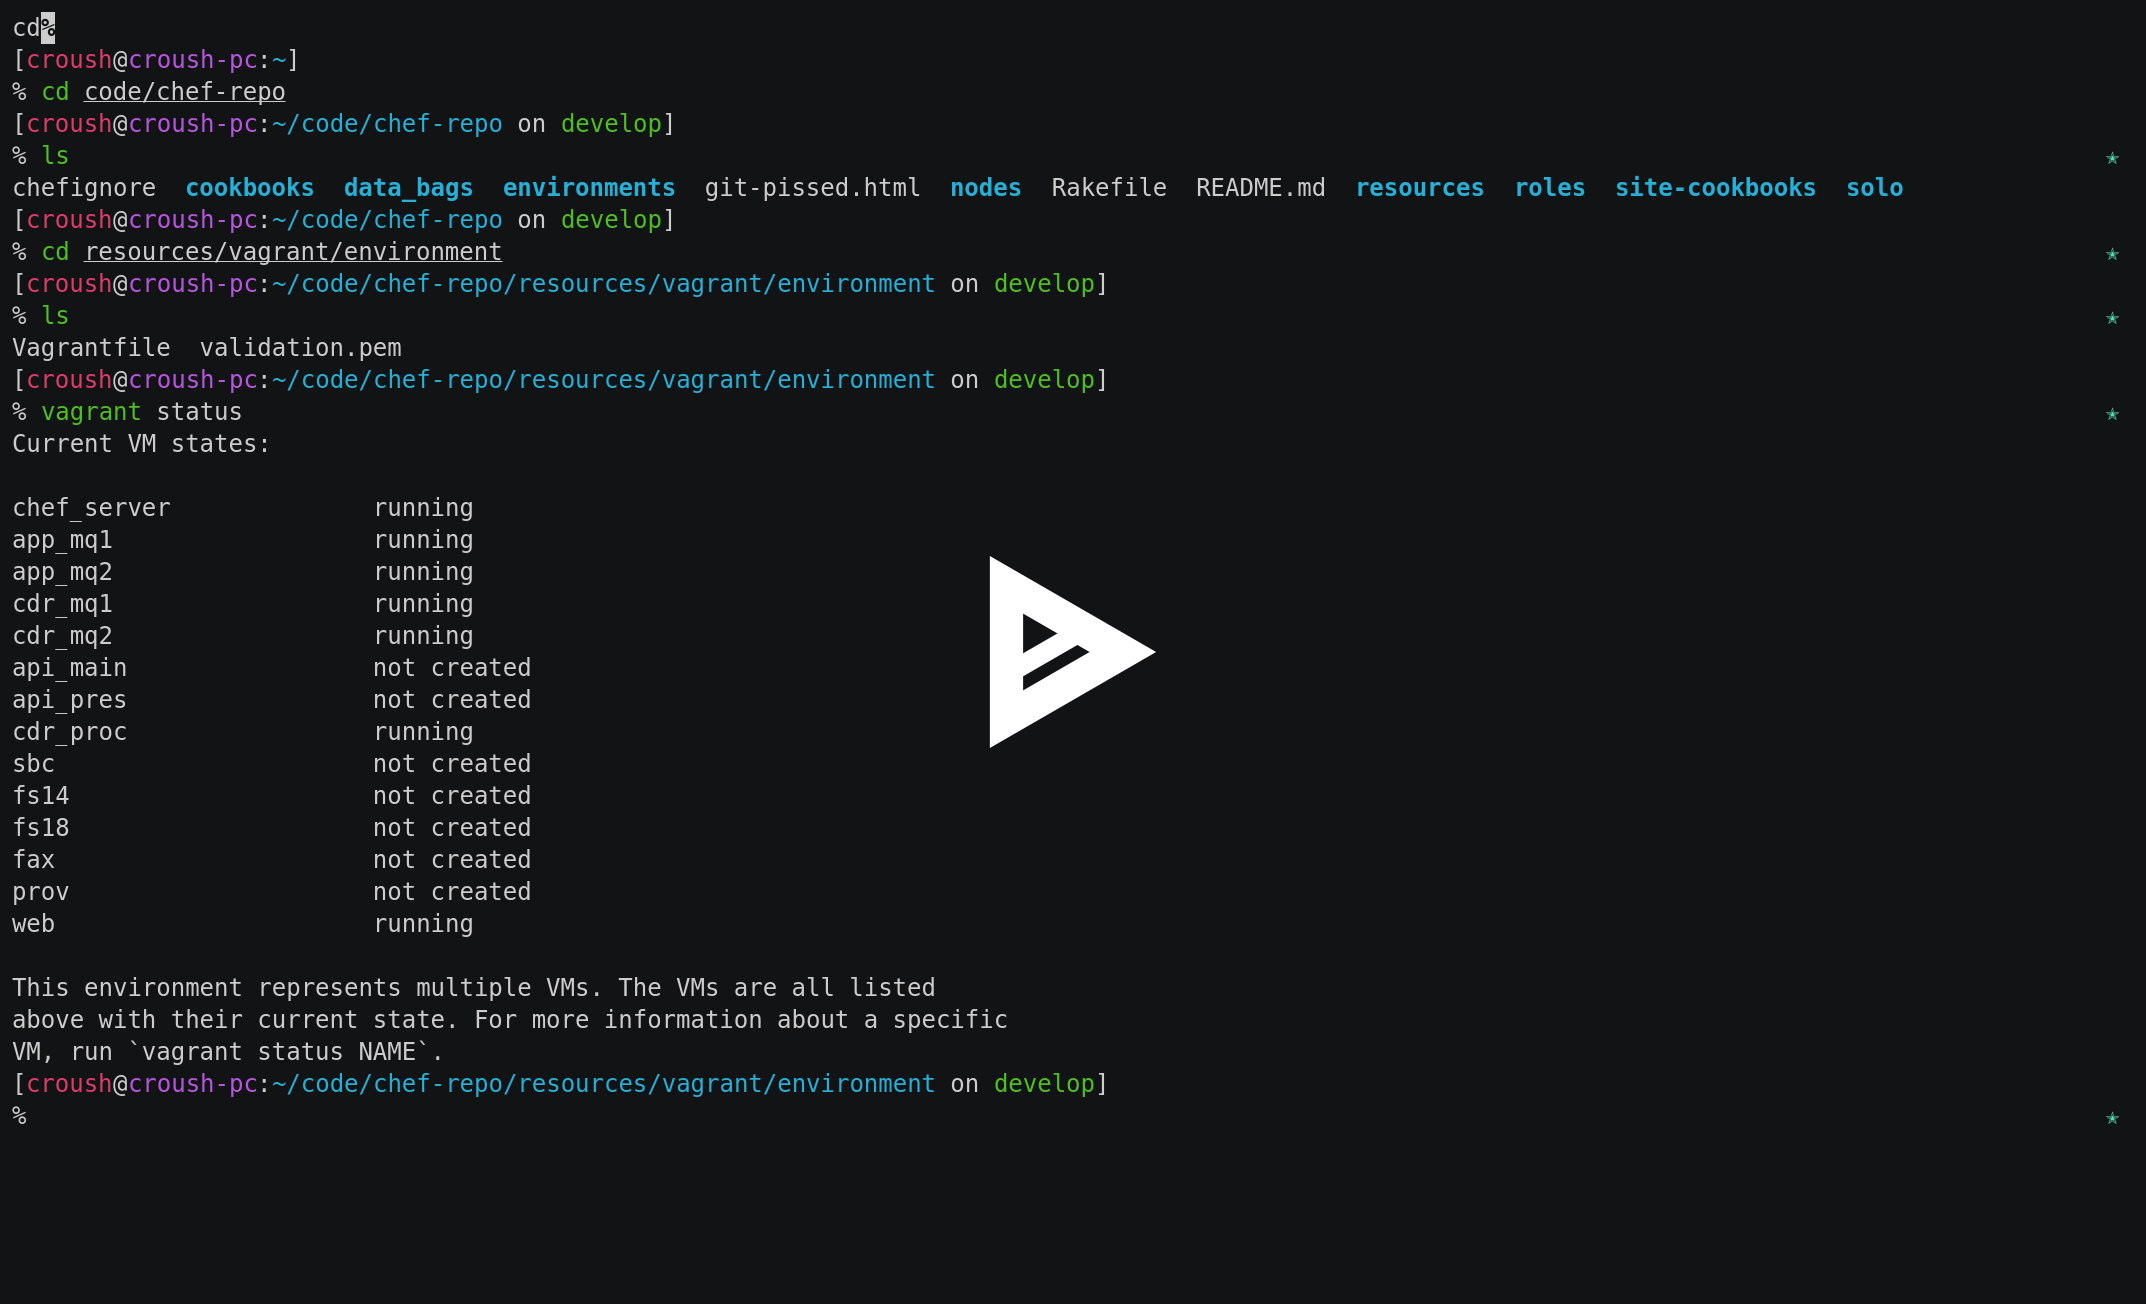 cd%
[croush@croush-pc:~]
% cd code/chef-repo
[croush@croush-pc:~/code/chef-repo on develop]
% ls ✭
chefignore  cookbooks  data_bags  environments  git-pissed.html  nodes  Rakefile  README.md  resources  roles  site-cookbooks  solo
[croush@croush-pc:~/code/chef-repo on develop]
% cd resources/vagrant/environment ✭
[croush@croush-pc:~/code/chef-repo/resources/vagrant/environment on develop]
% ls ✭
Vagrantfile  validation.pem
[croush@croush-pc:~/code/chef-repo/resources/vagrant/environment on develop]
% vagrant status ✭
Current VM states:

chef_server              running
app_mq1                  running
app_mq2                  running
cdr_mq1                  running
cdr_mq2                  running
api_main                 not created
api_pres                 not created
cdr_proc                 running
sbc                      not created
fs14                     not created
fs18                     not created
fax                      not created
prov                     not created
web                      running

This environment represents multiple VMs. The VMs are all listed
above with their current state. For more information about a specific
VM, run `vagrant status NAME`.
[croush@croush-pc:~/code/chef-repo/resources/vagrant/environment on develop]
% ✭